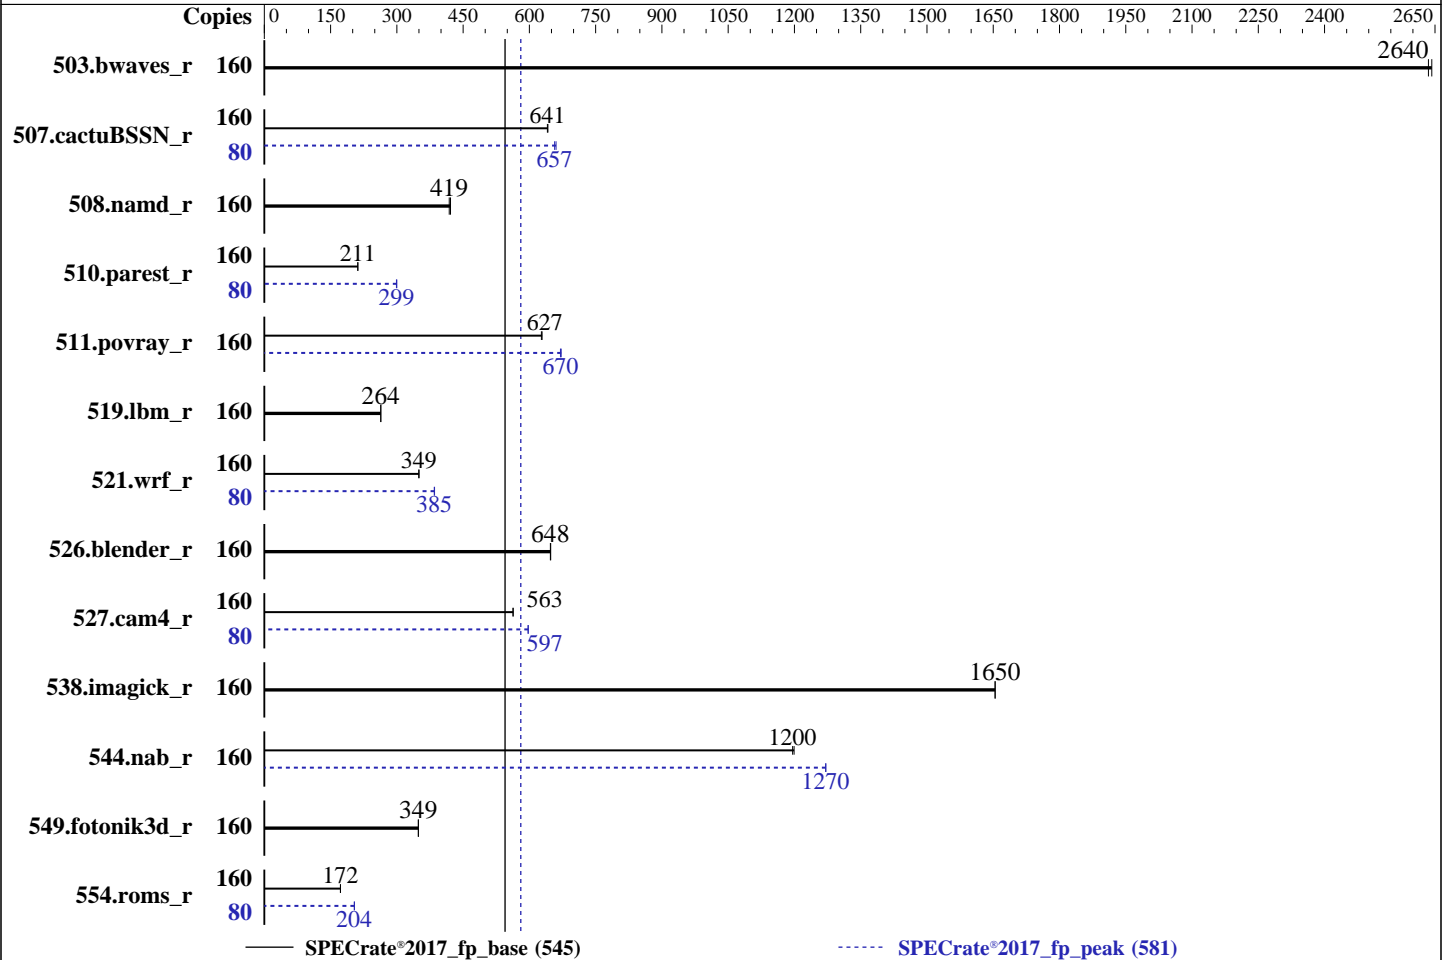 Copies 0 150 300 450 600 750 900 1050 1200 1350 1500 1650 1800 1950 2100 2250 2400 2650
503.bwaves_r 160 2640
507.cactuBSSN_r 160 641
80 657
508.namd_r 160 419
510.parest_r 160 211
80 299
511.povray_r 160 627
670
519.lbm_r 160 264
521.wrf_r 160 349
80 385
526.blender_r 160 648
527.cam4_r 160 563
80 597
538.imagick_r 160 1650
544.nab_r 160 1200
1270
549.fotonik3d_r 160 349
554.roms_r 160 172
80 204
SPECrate®2017_fp_base (545) SPECrate®2017_fp_peak (581)